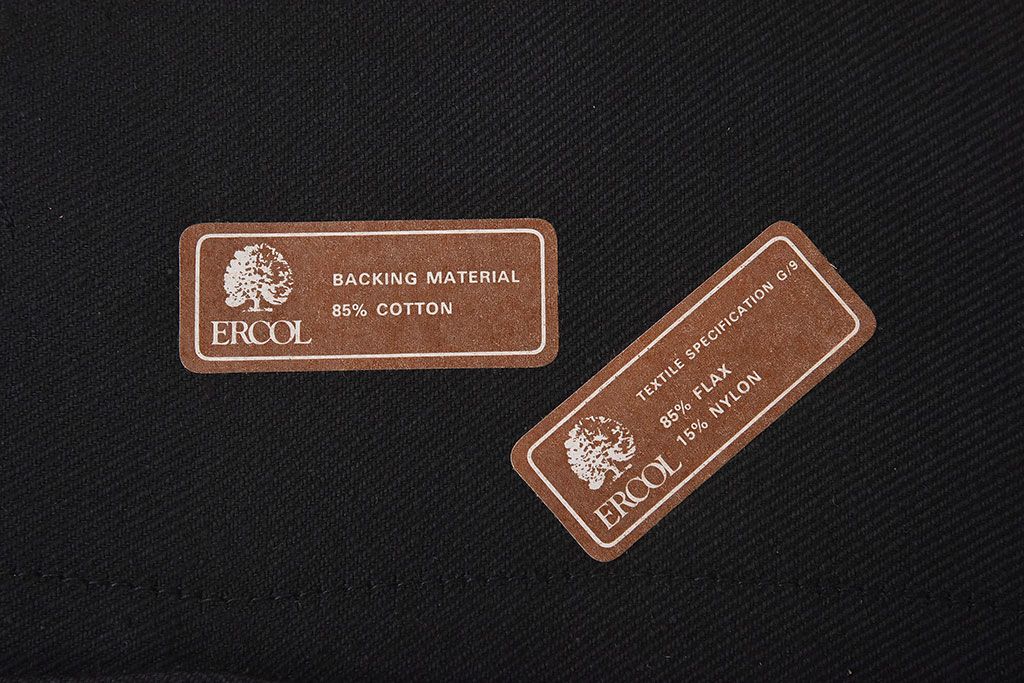 BACKING MATERIAL
85% COTTON
ERCOL
TEXTILE SPECIFICATION G/9
85% FLAX
15% NYLON
ERCOL